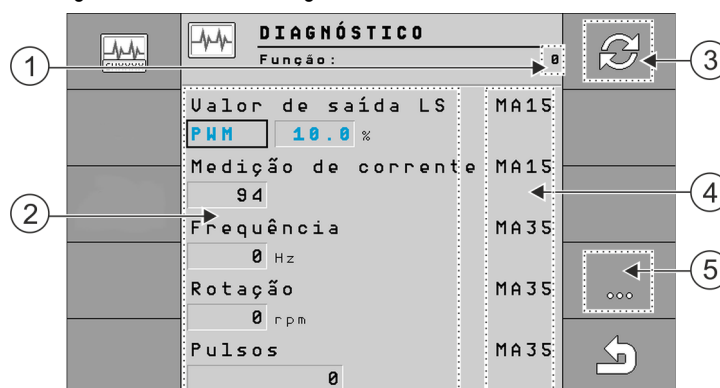 DIAGNÓSTICO
Função: 0
Valor de saída LS MA15
PWM 10.0 %
Medição de corrente MA15
94
Frequência MA35
0 Hz
Rotação MA35
0 rpm
Pulsos MA35
0
1
2
3
4
5